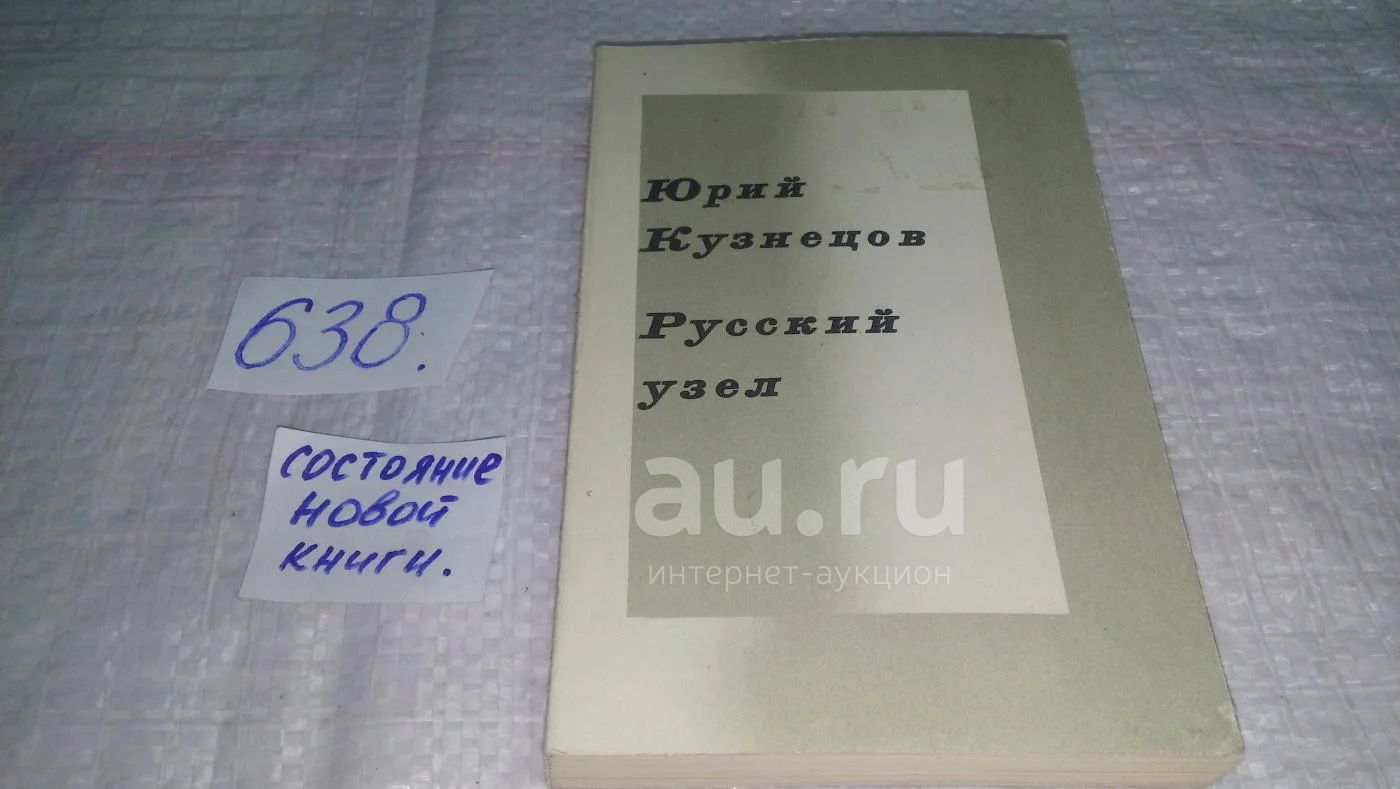 Юрий
Кузнецов
Русский
узел
638.
состояние
новой
книги.
au.ru
интернет-аукцион